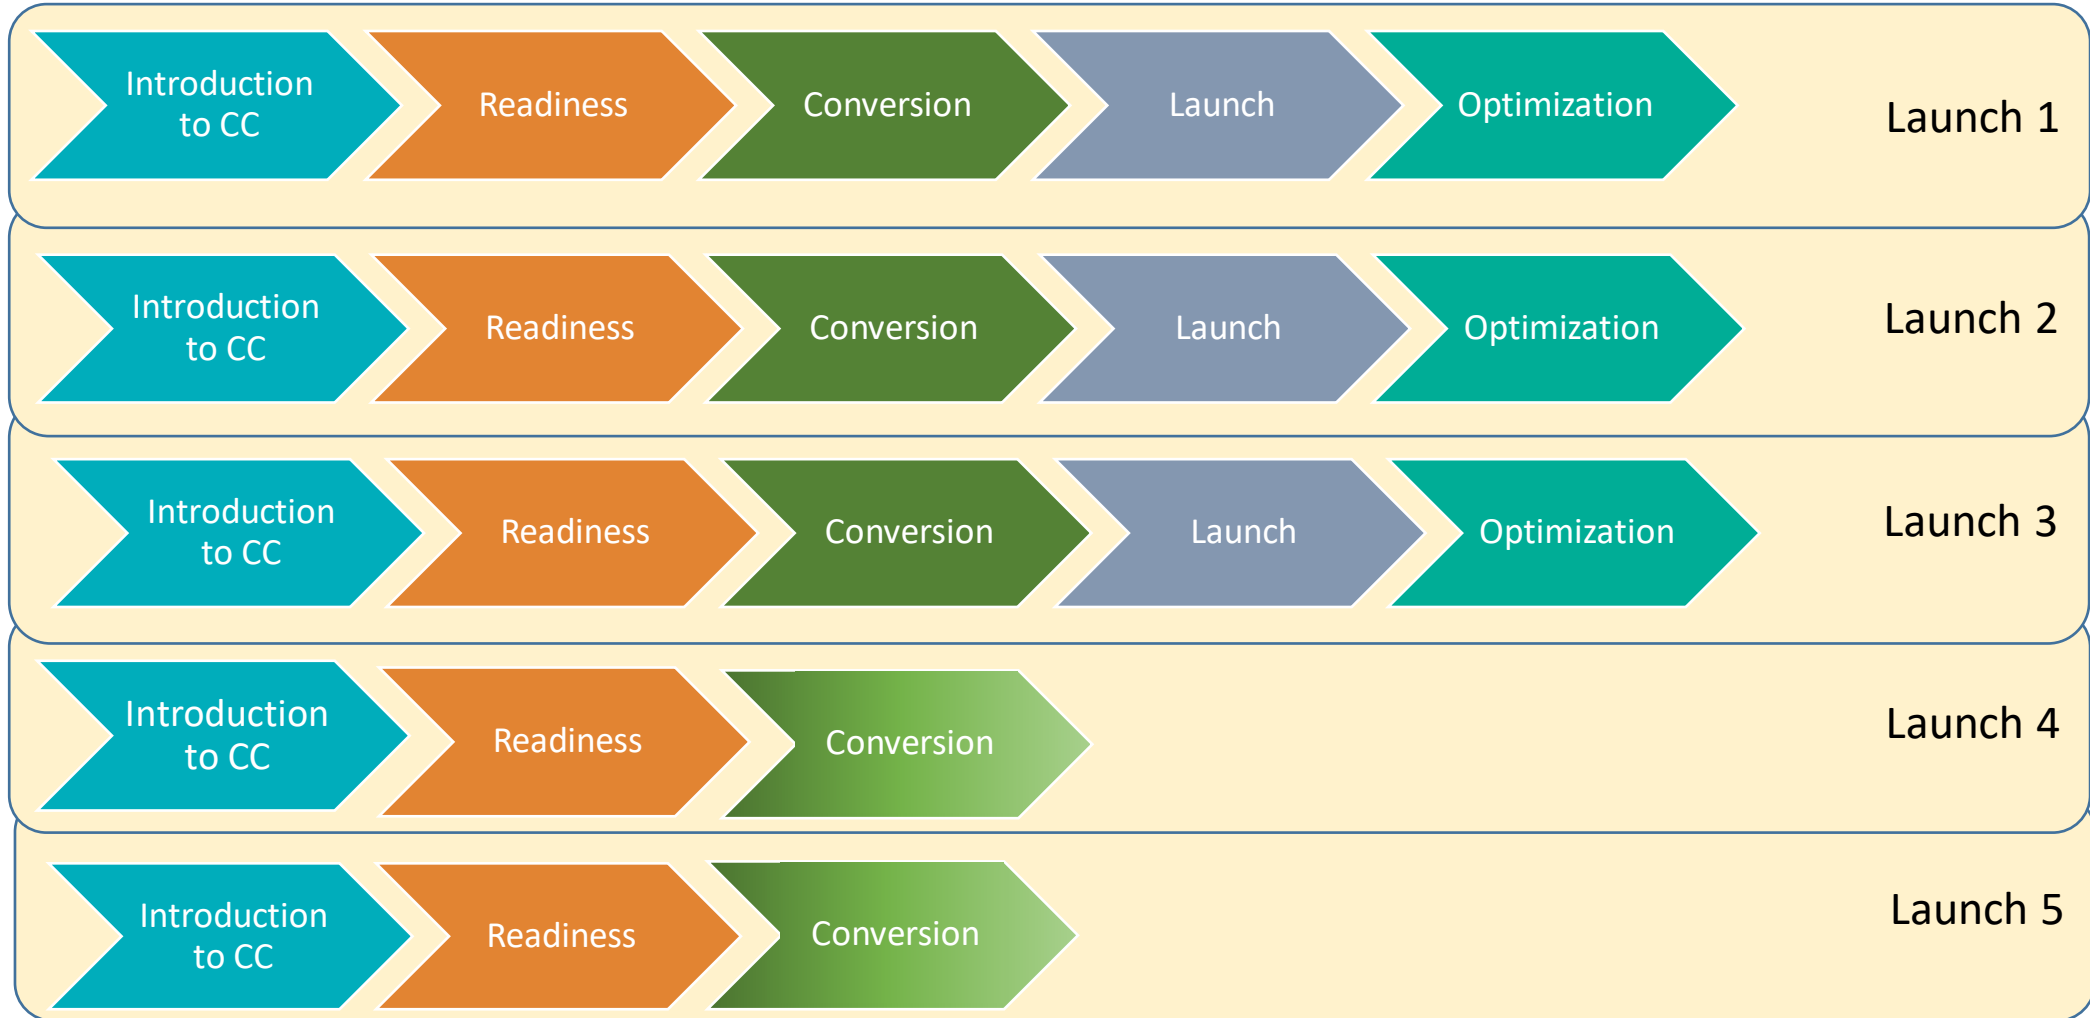 Introduction
to CC
Readiness
Conversion
Launch
Optimization
Launch 1
Introduction
to CC
Readiness
Conversion
Launch
Optimization
Launch 2
Introduction
to CC
Readiness
Conversion
Launch
Optimization
Launch 3
Introduction
to CC
Readiness
Conversion
Launch 4
Introduction
to CC
Readiness
Conversion
Launch 5